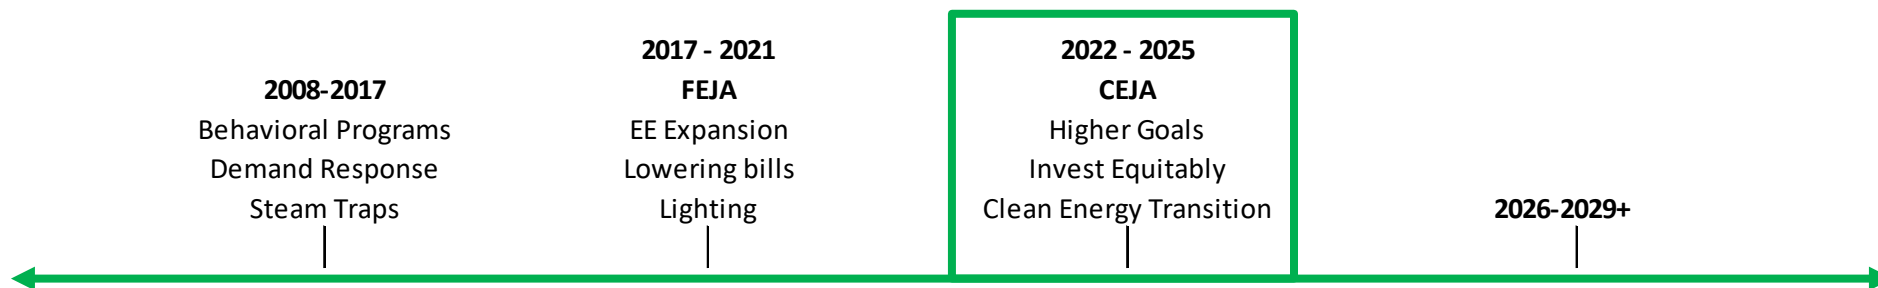 2008-2017
Behavioral Programs
Demand Response
Steam Traps
2017 - 2021
FEJA
EE Expansion
Lowering bills
Lighting
2022 - 2025
CEJA
Higher Goals
Invest Equitably
Clean Energy Transition
2026-2029+